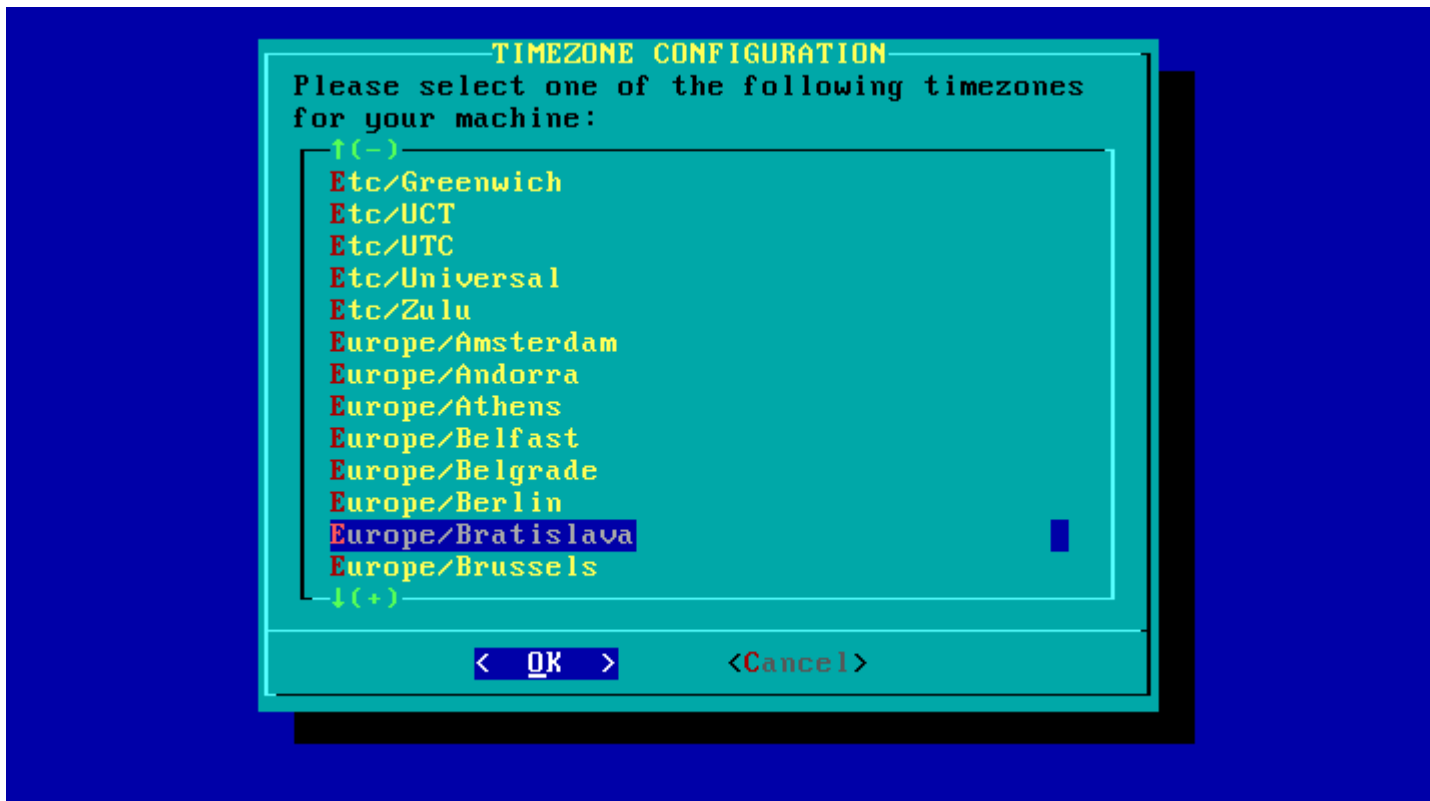 TIMEZONE CONFIGURATION
Please select one of the following timezones
for your machine:
↑(-)
Etc/Greenwich
Etc/UCT
Etc/UTC
Etc/Universal
Etc/Zulu
Europe/Amsterdam
Europe/Andorra
Europe/Athens
Europe/Belfast
Europe/Belgrade
Europe/Berlin
Europe/Bratislava
Europe/Brussels
↓(+)
< OK > <Cancel>